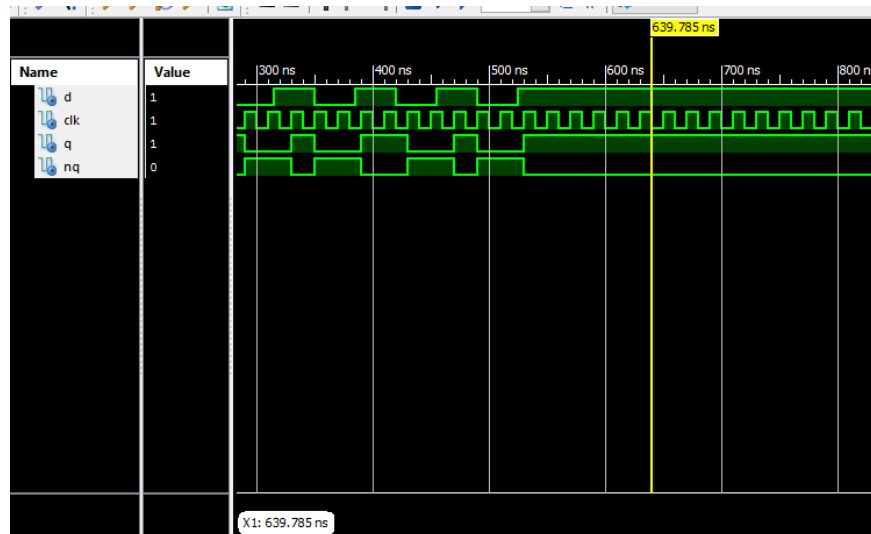 639.785 ns
Name Value 300 ns 400 ns 500 ns 600 ns 700 ns 800 n
d 1
clk 1
q 1
nq 0
X1: 639.785 ns